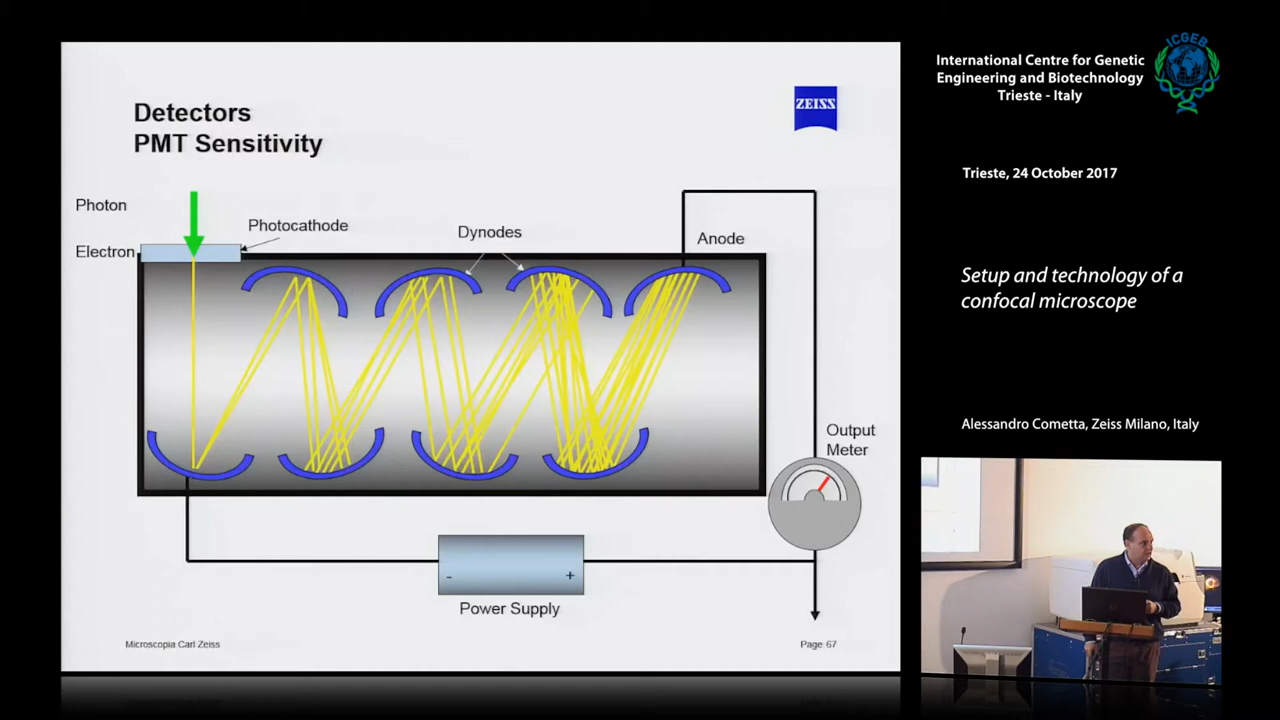 Detectors
PMT Sensitivity
ZEISS
Photon
Photocathode
Electron
Dynodes
Anode
Output
Meter
- +
Power Supply
Microscopia Carl Zeiss
Page 67
International Centre for Genetic
Engineering and Biotechnology
Trieste - Italy
ICGEB
Trieste, 24 October 2017
Setup and technology of a
confocal microscope
Alessandro Cometta, Zeiss Milano, Italy